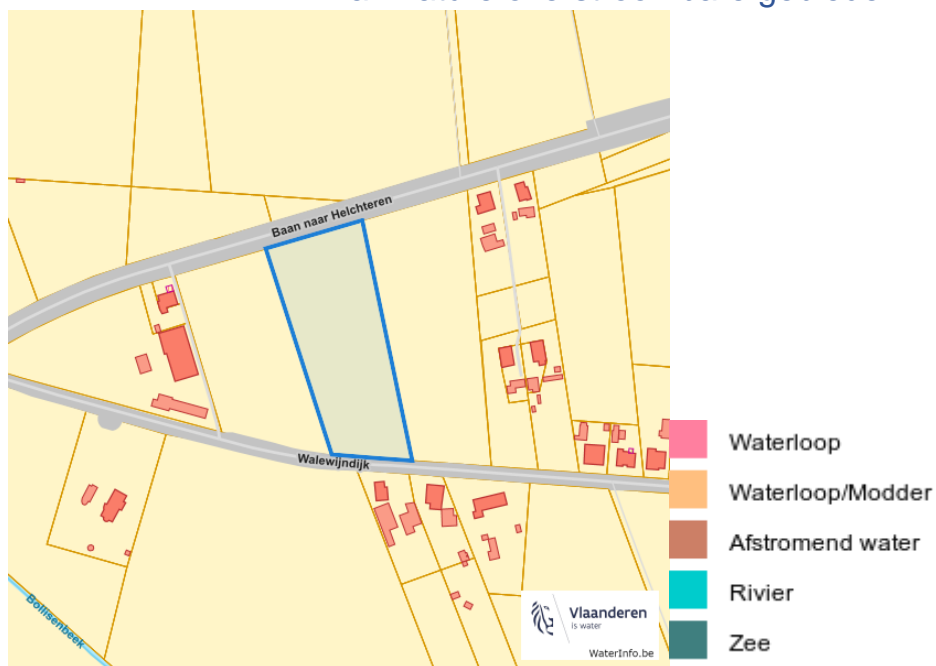 Baan naar Helchteren
Walewijndijk
Bollisenbeek
Vlaanderen
is water
WaterInfo.be
Waterloop
Waterloop/Modder
Afstromend water
Rivier
Zee